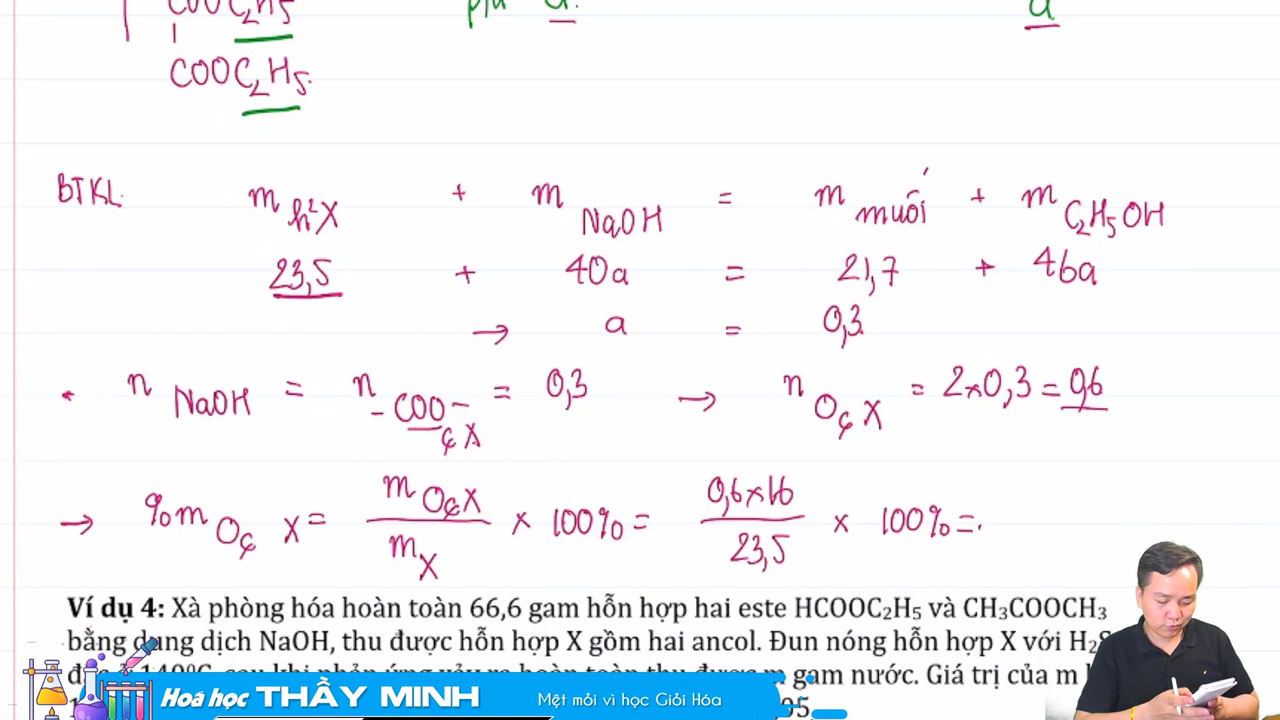 COOC2H5
p/ư a. a
COOC2H5.
BTKL. m h²X + m NaOH = m muối + m C2H5OH
23,5 + 40a = 21,7 + 46a
→ a = 0,3
• n NaOH = n -COO- ç X = 0,3 → n O ç X = 2×0,3 = 0,6
→ %m O ç X = m O ç X / m X × 100% = 0,6×16 / 23,5 × 100% =
Ví dụ 4: Xà phòng hóa hoàn toàn 66,6 gam hỗn hợp hai este HCOOC2H5 và CH3COOCH3
bằng dung dịch NaOH, thu được hỗn hợp X gồm hai ancol. Đun nóng hỗn hợp X với H2S
gam nước. Giá trị của m
Hoá học THẦY MINH Mệt mỏi vì học Giỏi Hóa